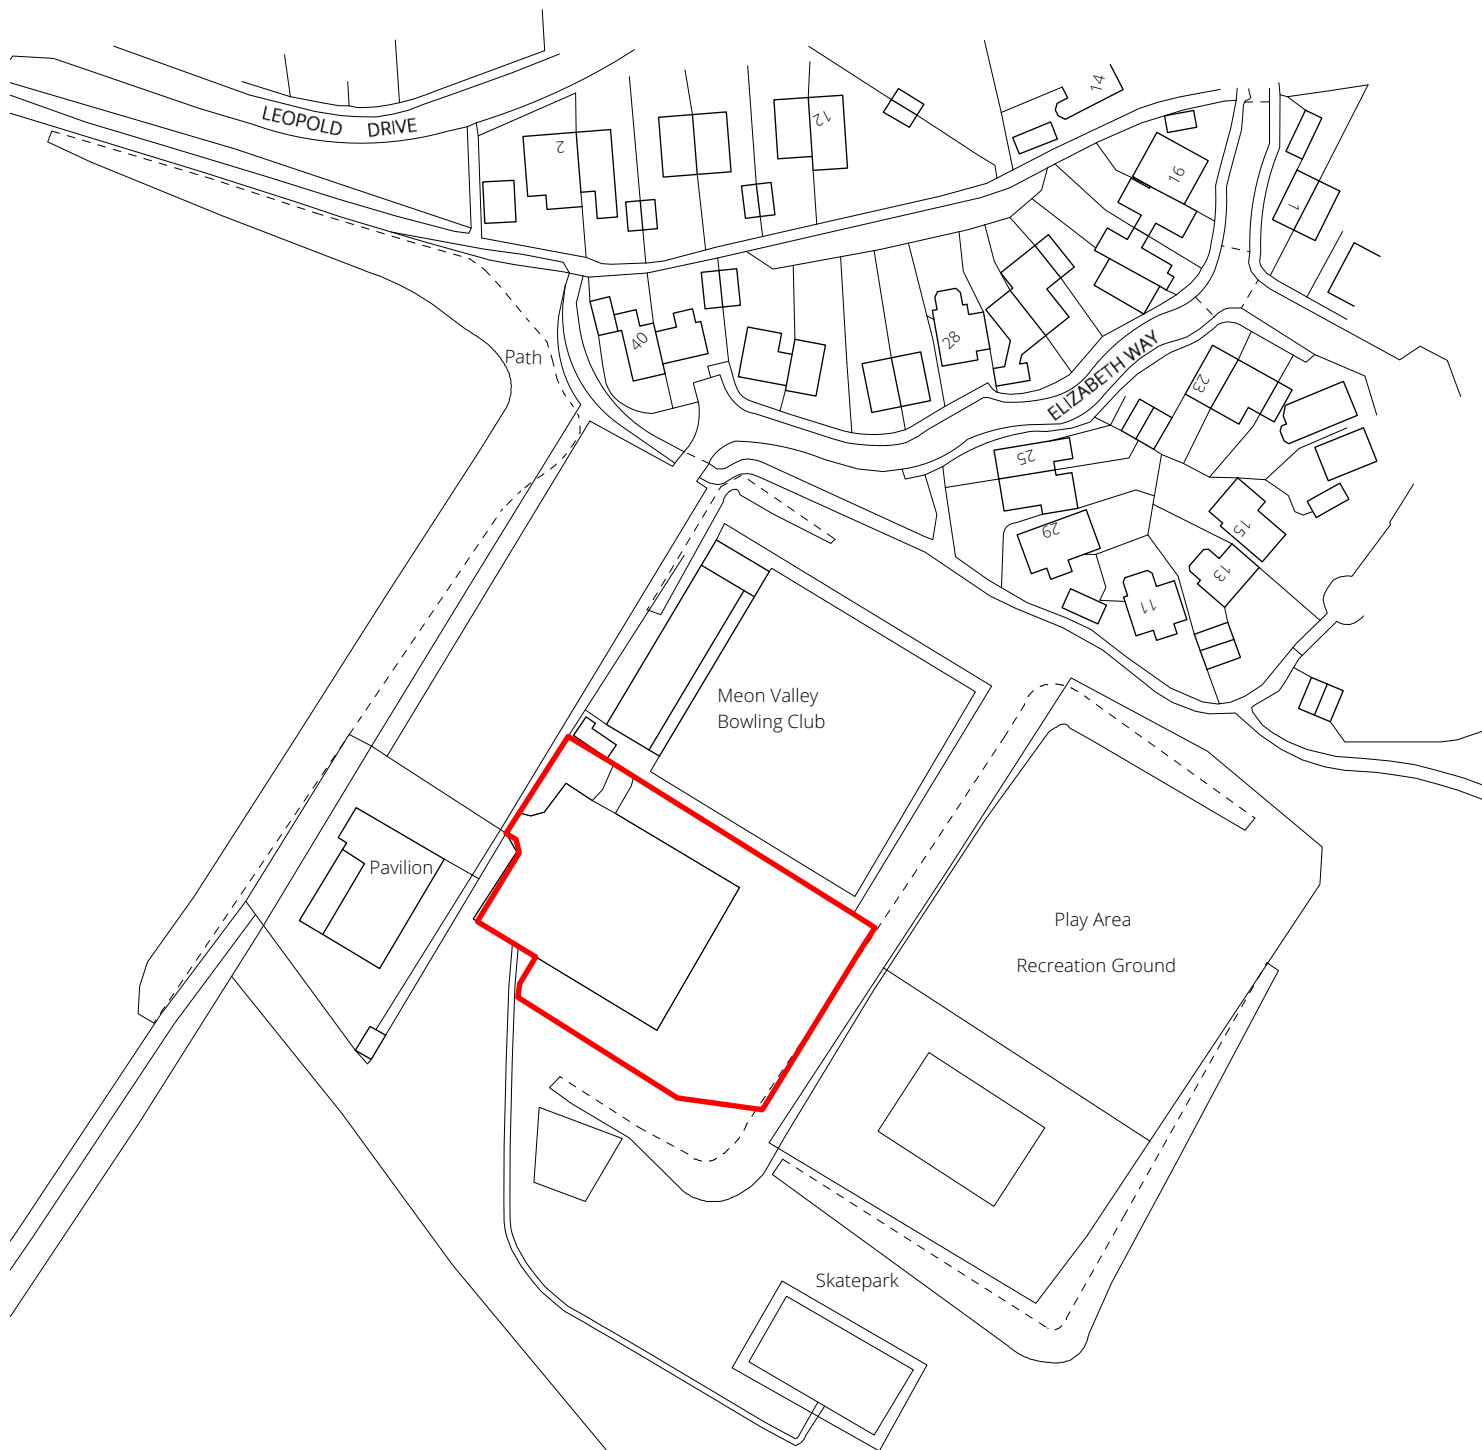 LEOPOLD DRIVE
2
12
14
16
1
Path
40
28
ELIZABETH WAY
23
25
29
15
13
11
Meon Valley
Bowling Club
Pavilion
Play Area
Recreation Ground
Skatepark